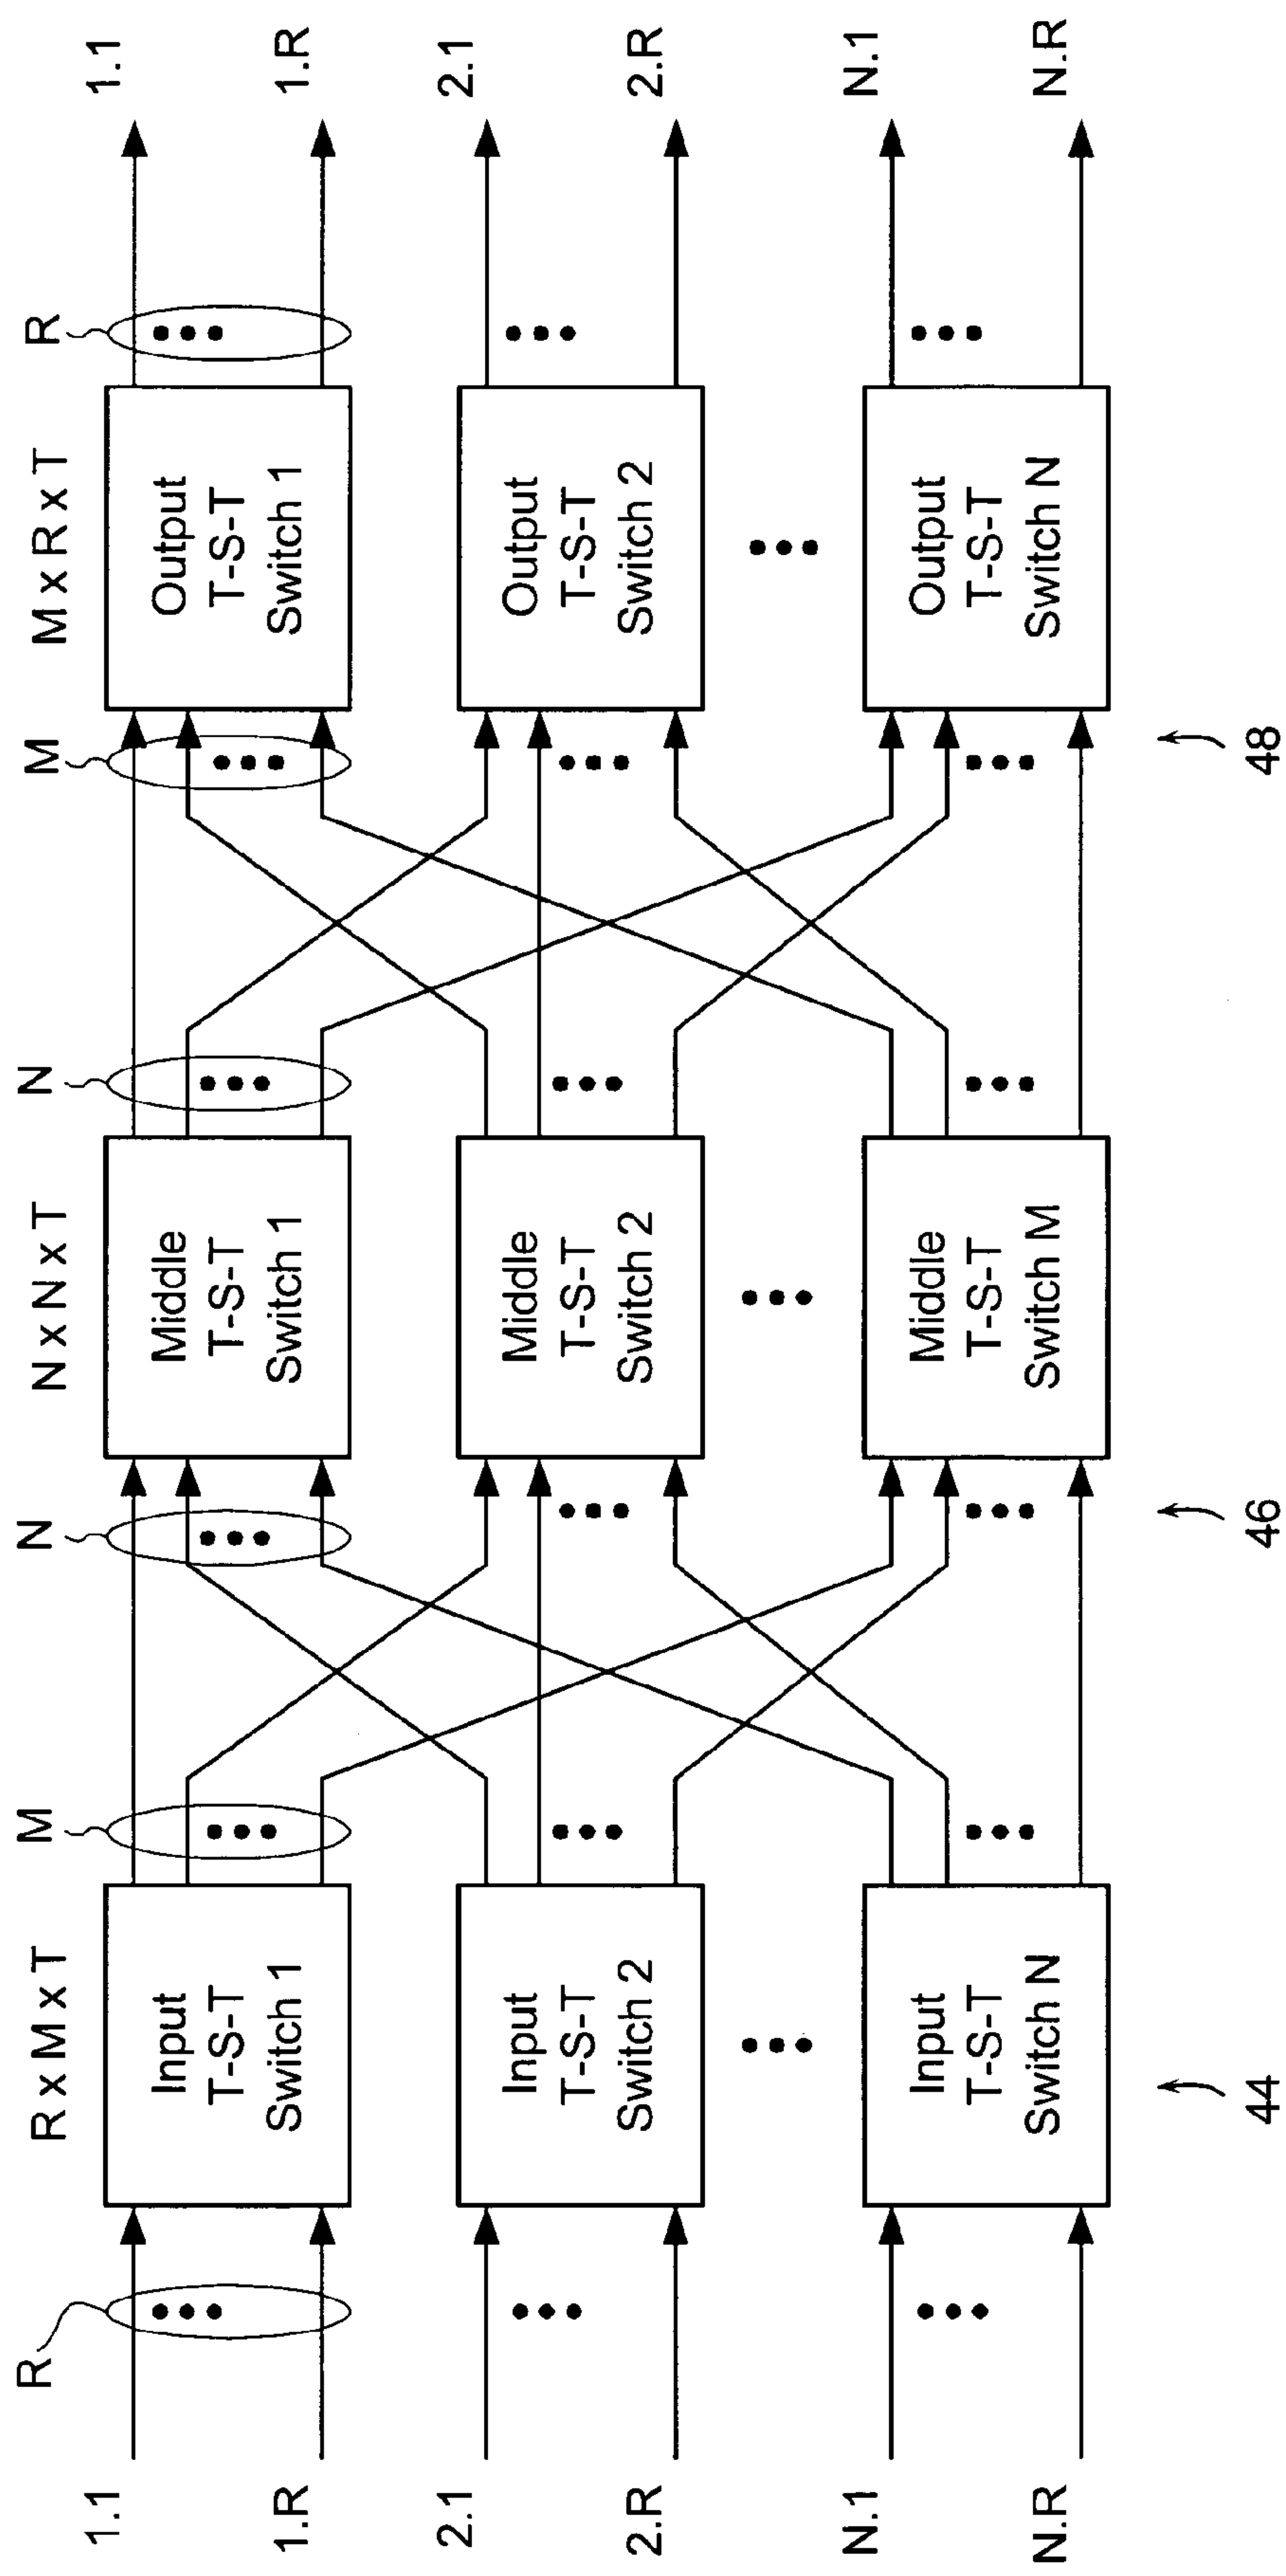 R x M x T
N x N x T
M x R x T
R
M
N
N
M
R
1.1
1.R
Input
T-S-T
Switch 1
Middle
T-S-T
Switch 1
Output
T-S-T
Switch 1
1.1
1.R
2.1
2.R
Input
T-S-T
Switch 2
Middle
T-S-T
Switch 2
Output
T-S-T
Switch 2
2.1
2.R
N.1
N.R
Input
T-S-T
Switch N
Middle
T-S-T
Switch M
Output
T-S-T
Switch N
N.1
N.R
44
46
48